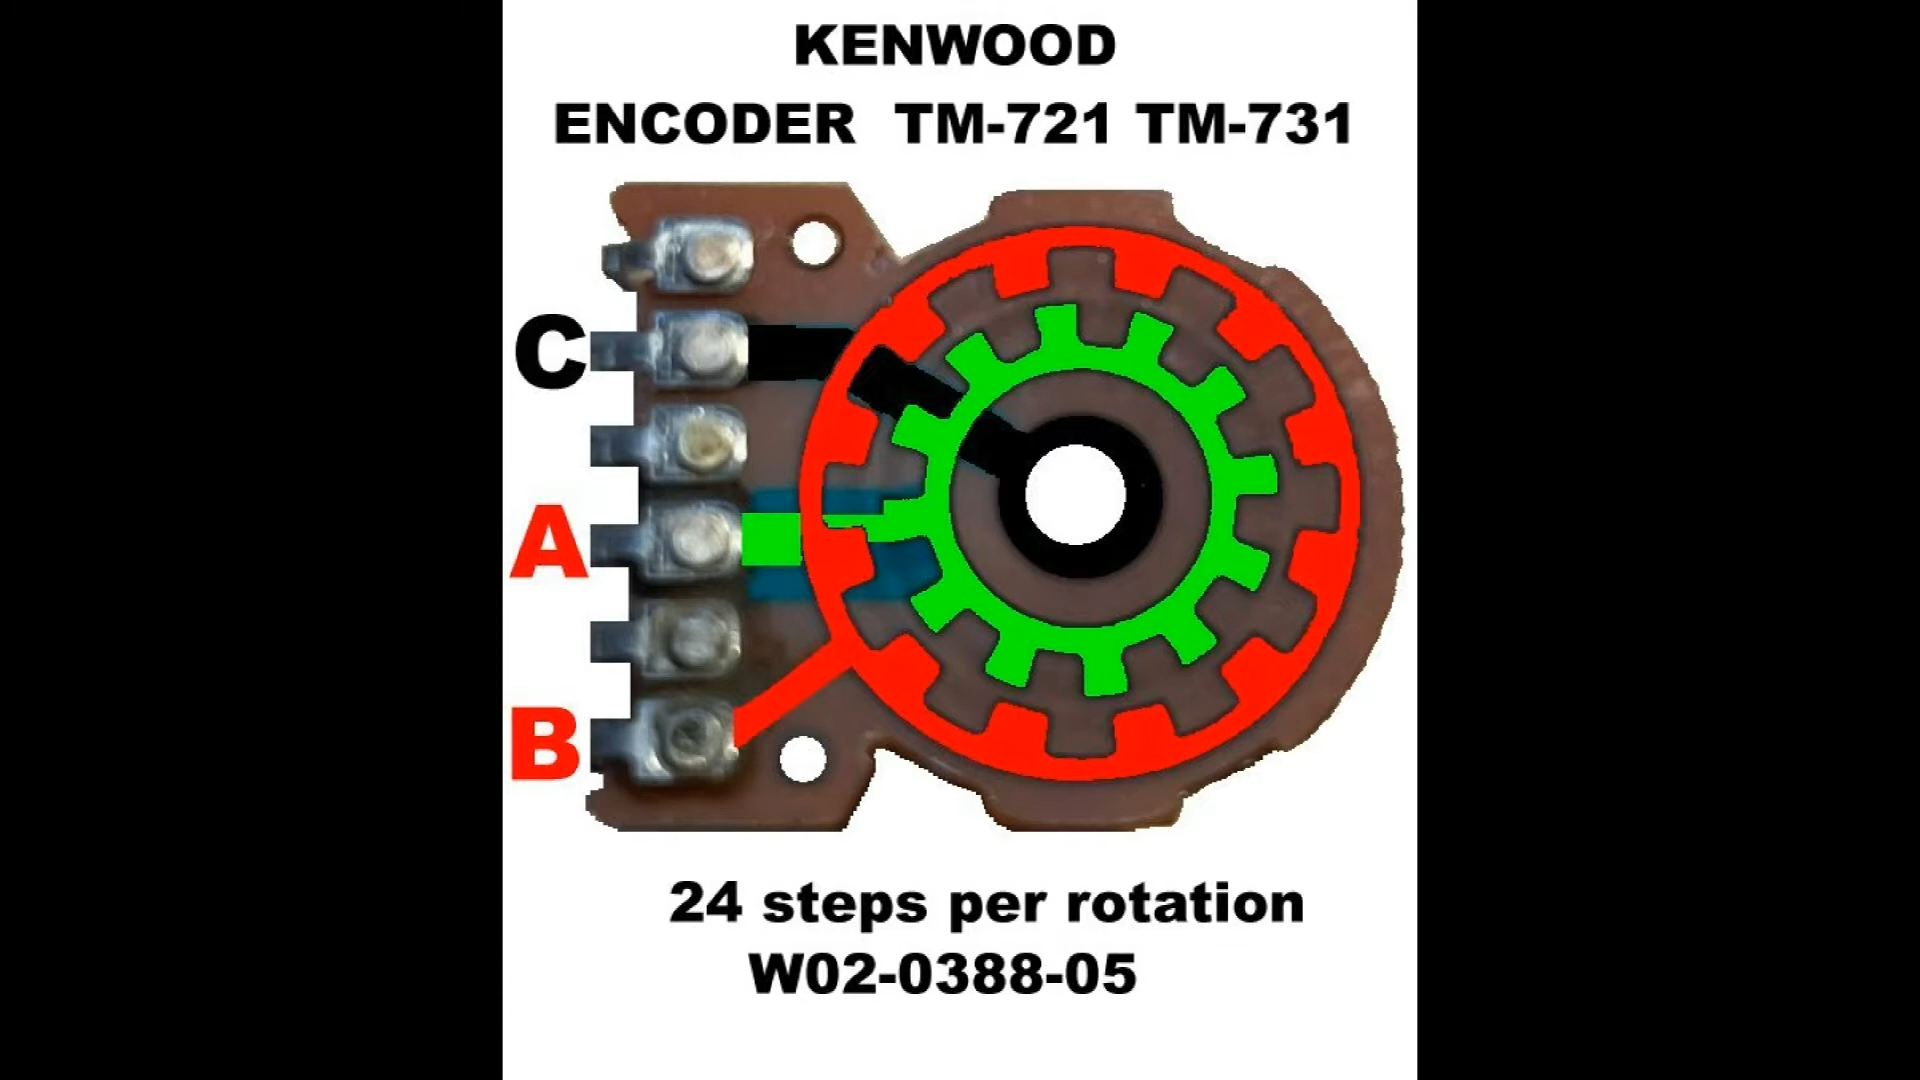 KENWOOD
ENCODER TM-721 TM-731
C
A
B
24 steps per rotation
W02-0388-05